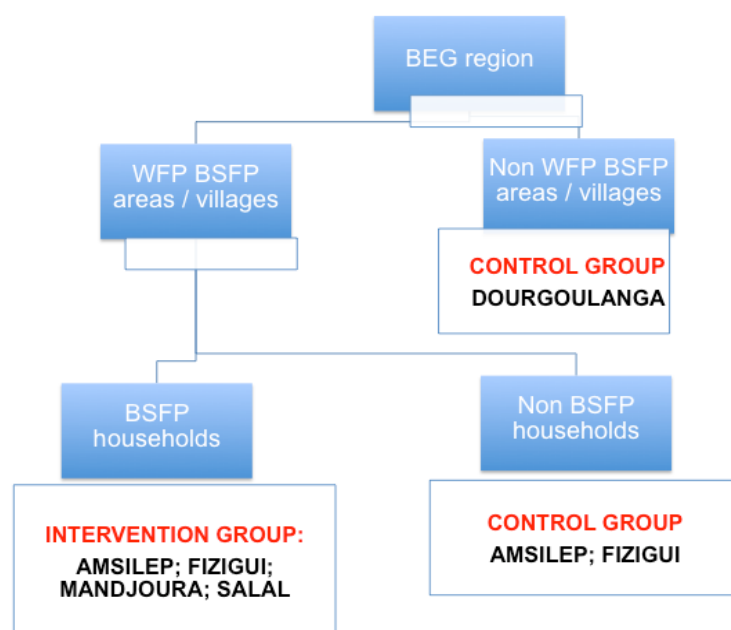 BEG region
WFP BSFP
areas / villages
Non WFP BSFP
areas / villages
CONTROL GROUP
DOURGOULANGA
BSFP
households
Non BSFP
households
INTERVENTION GROUP:
AMSILEP; FIZIGUI;
MANDJOURA; SALAL
CONTROL GROUP
AMSILEP; FIZIGUI